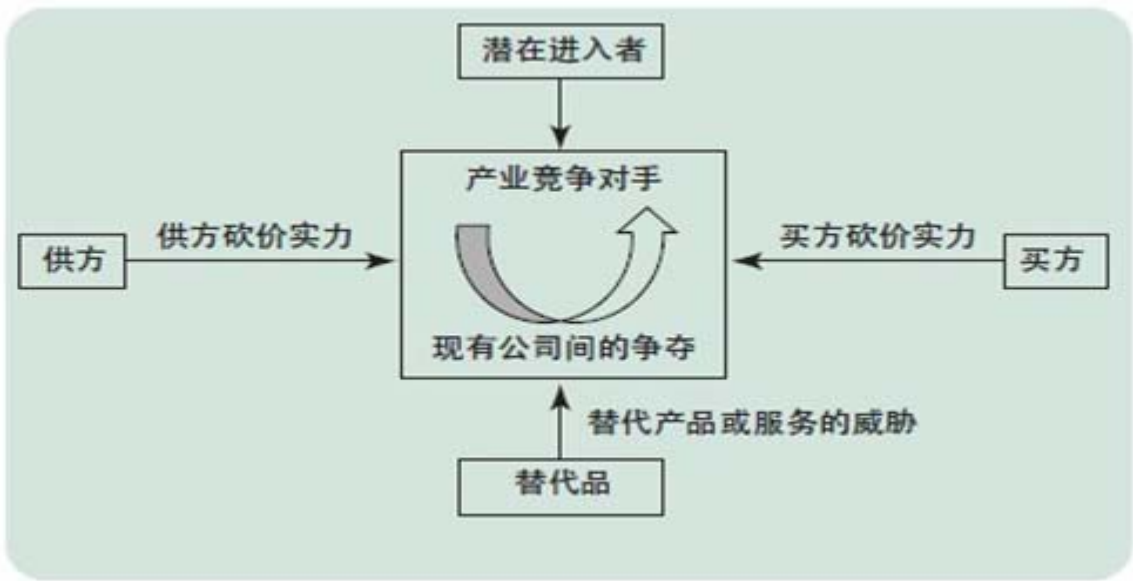 潜在进入者
产业竞争对手
供方
供方砍价实力
买方砍价实力
买方
现有公司间的争夺
替代产品或服务的威胁
替代品